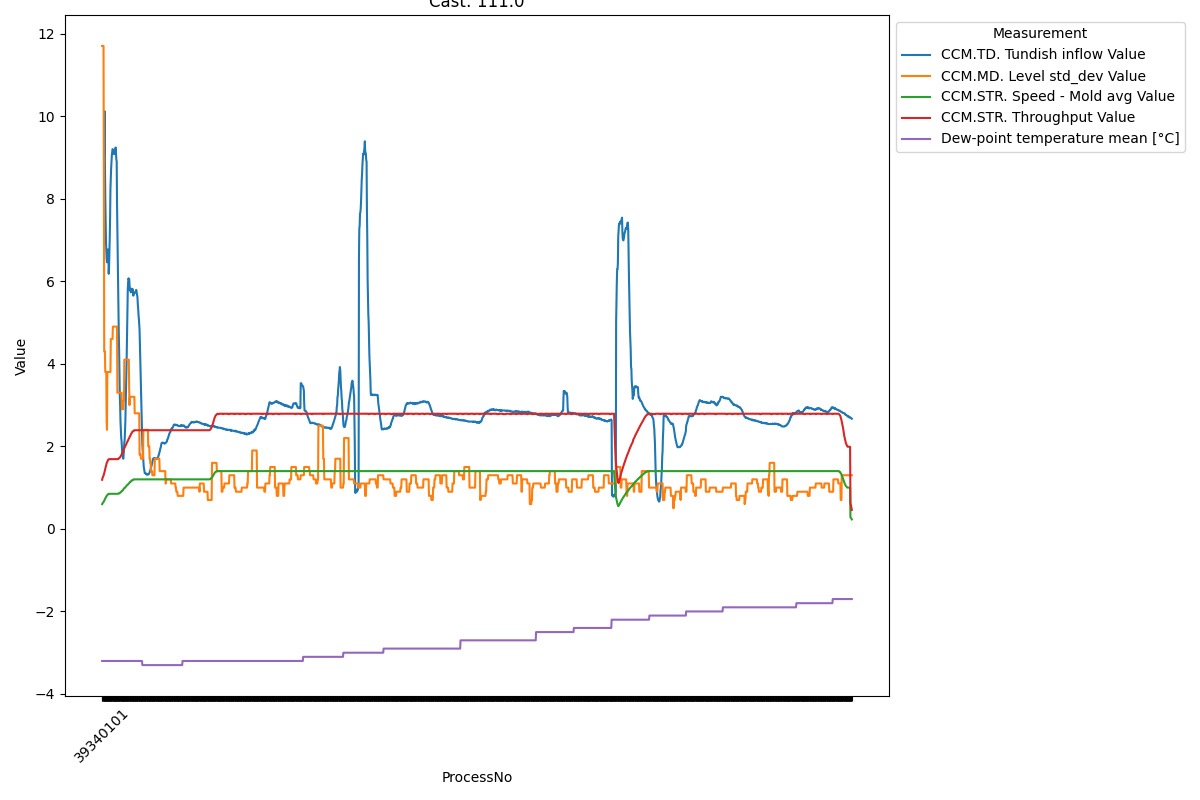 Cast: 111.0
Measurement
CCM.TD. Tundish inflow Value
CCM.MD. Level std_dev Value
CCM.STR. Speed - Mold avg Value
CCM.STR. Throughput Value
Dew-point temperature mean [°C]
12
10
8
6
4
2
0
−2
−4
Value
39340101
ProcessNo